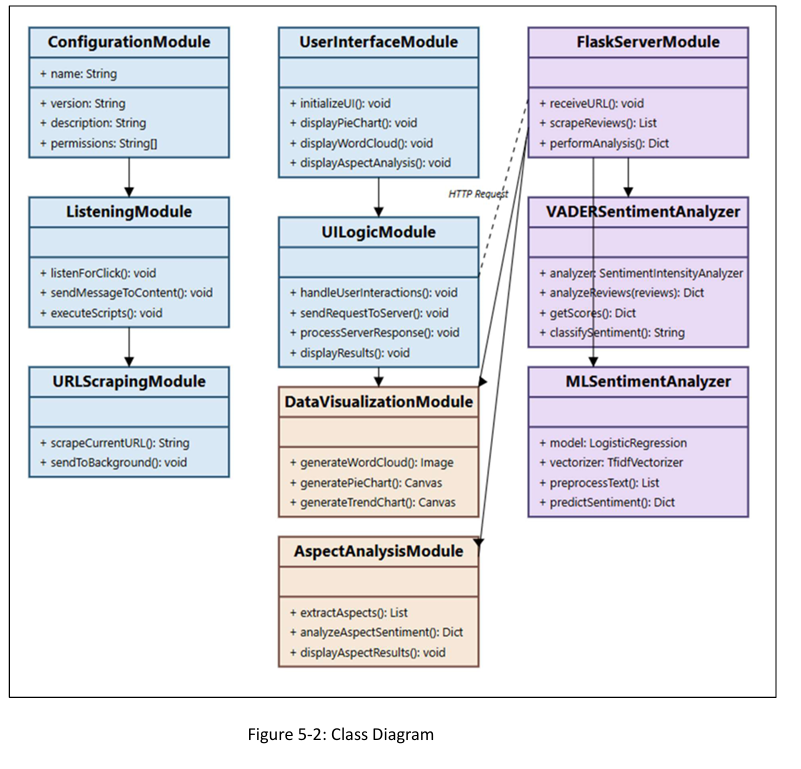 ConfigurationModule
+ name: String
+ version: String
+ description: String
+ permissions: String[]
ListeningModule
+ listenForClick(): void
+ sendMessageToContent(): void
+ executeScripts(): void
URLScrapingModule
+ scrapeCurrentURL(): String
+ sendToBackground(): void
UserInterfaceModule
+ initializeUI(): void
+ displayPieChart(): void
+ displayWordCloud(): void
+ displayAspectAnalysis(): void
HTTP Request
UILogicModule
+ handleUserInteractions(): void
+ sendRequestToServer(): void
+ processServerResponse(): void
+ displayResults(): void
DataVisualizationModule
+ generateWordCloud(): Image
+ generatePieChart(): Canvas
+ generateTrendChart(): Canvas
AspectAnalysisModule
+ extractAspects(): List
+ analyzeAspectSentiment(): Dict
+ displayAspectResults(): void
FlaskServerModule
+ receiveURL(): void
+ scrapeReviews(): List
+ performAnalysis(): Dict
VADERSentimentAnalyzer
+ analyzer: SentimentIntensityAnalyzer
+ analyzeReviews(reviews): Dict
+ getScores(): Dict
+ classifySentiment(): String
MLSentimentAnalyzer
+ model: LogisticRegression
+ vectorizer: TfidfVectorizer
+ preprocessText(): List
+ predictSentiment(): Dict
Figure 5-2: Class Diagram